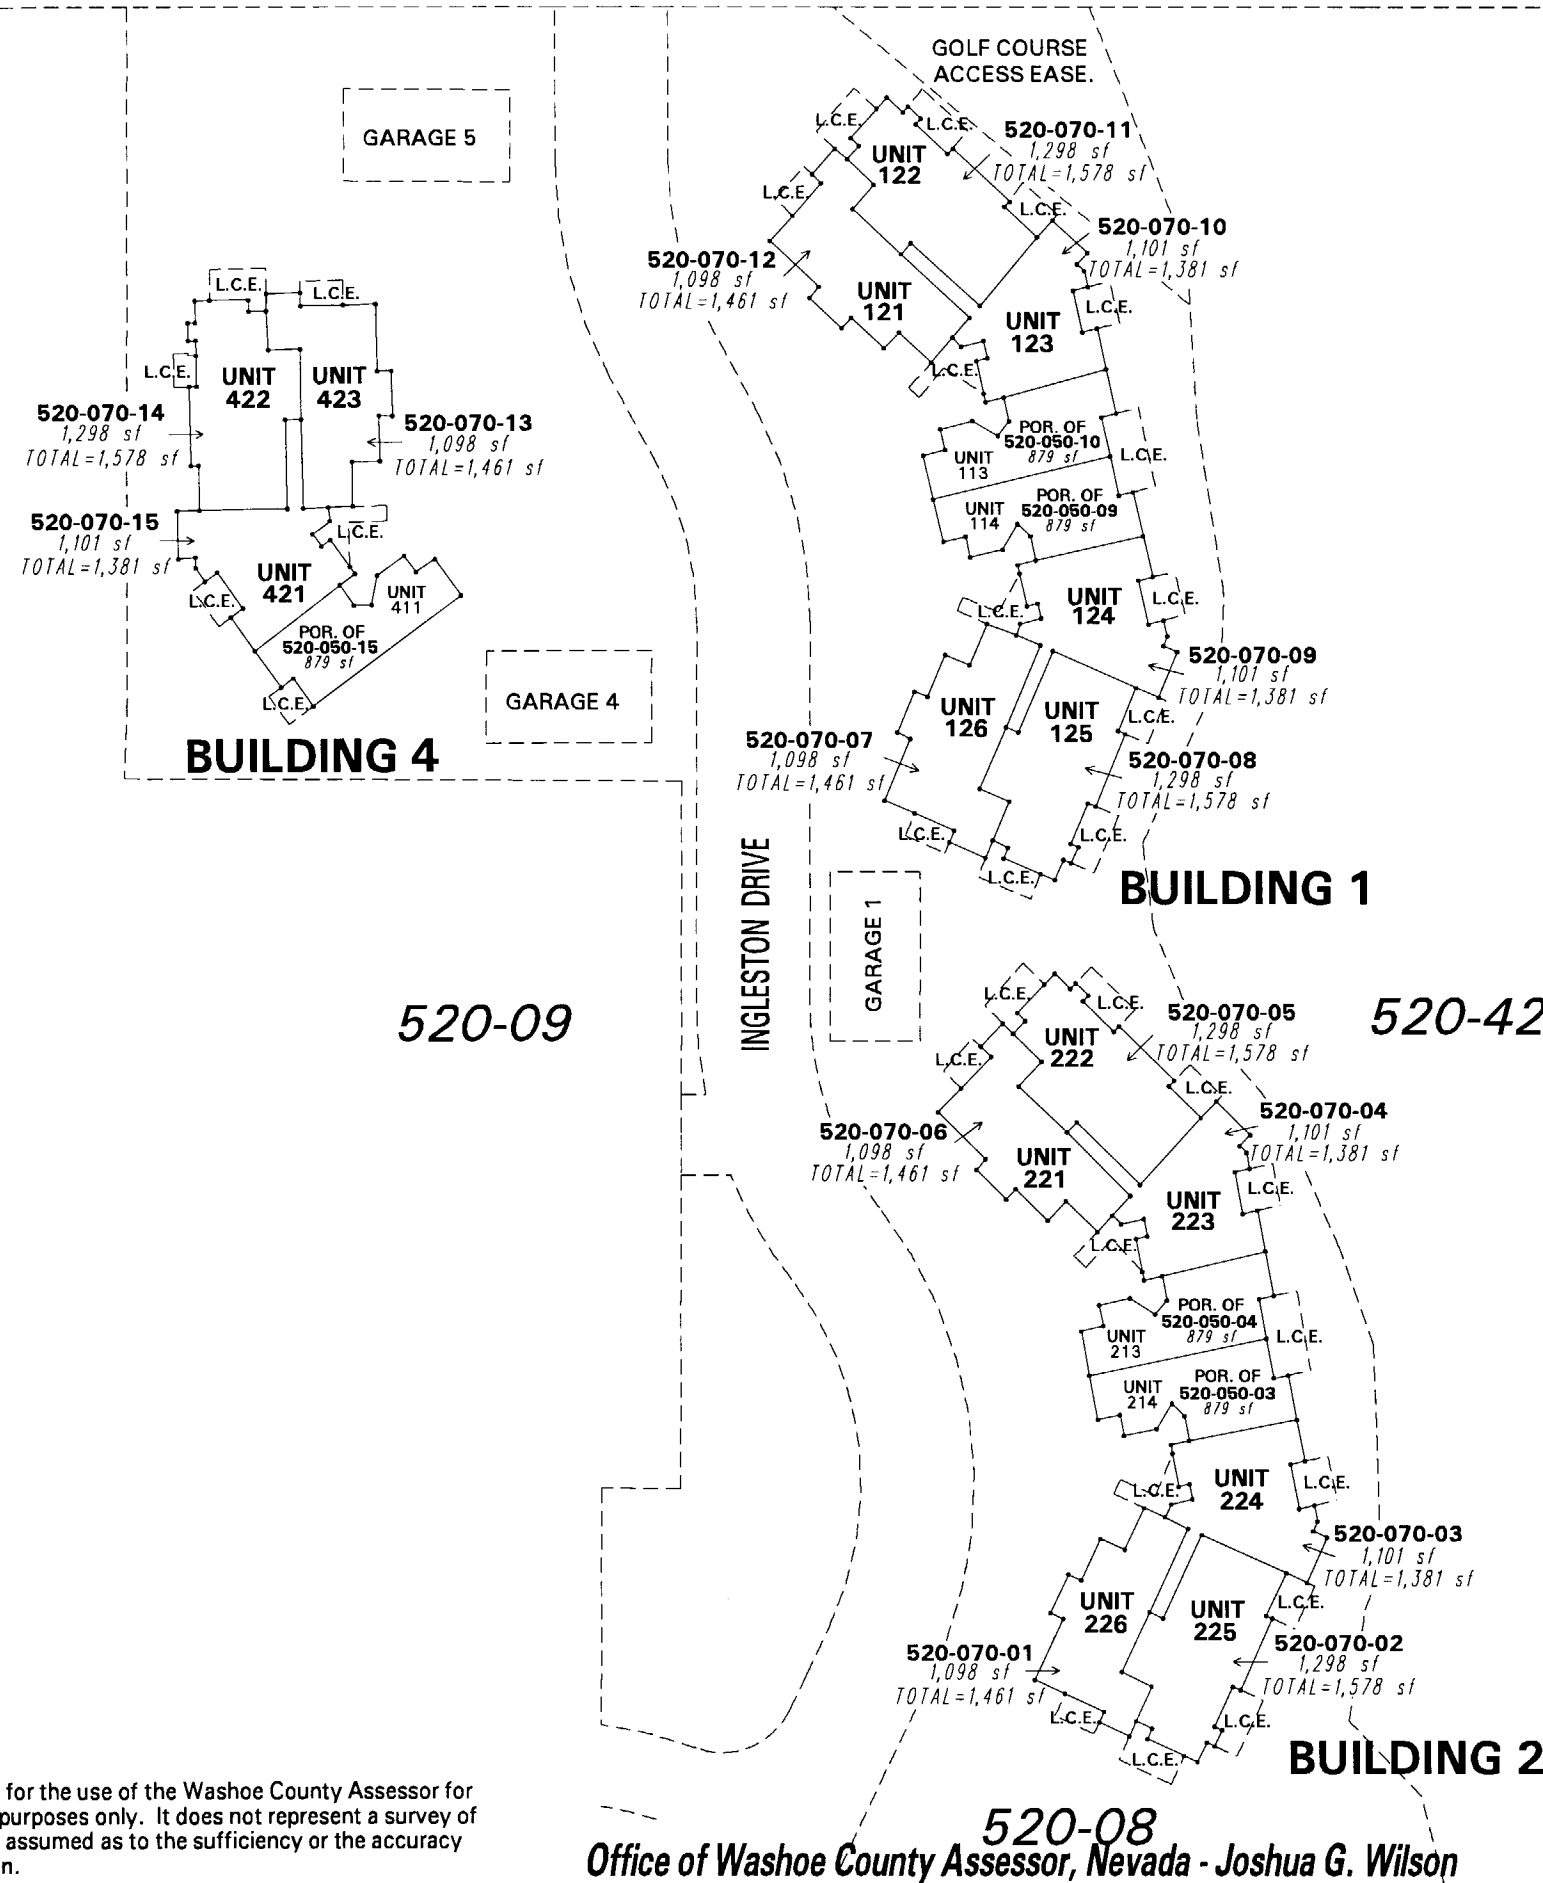 GOLF COURSE
ACCESS EASE.
GARAGE 5
L.C.E.
L.C.E.
520-070-11
1,298 sf
TOTAL=1,578 sf
UNIT
122
L.C.E.
L.C.E.
520-070-10
1,101 sf
TOTAL=1,381 sf
520-070-12
1,098 sf
TOTAL=1,461 sf
UNIT
121
L.C.E.
UNIT
123
L.C.E.
L.C.E.
L.C.E.
L.C.E.
UNIT
422
UNIT
423
520-070-14
1,298 sf
TOTAL=1,578 sf
520-070-13
1,098 sf
TOTAL=1,461 sf
POR. OF
520-050-10
879 sf
UNIT
113
L.C.E.
POR. OF
520-050-09
879 sf
UNIT
114
520-070-15
1,101 sf
TOTAL=1,381 sf
L.C.E.
UNIT
421
UNIT
411
L.C.E.
POR. OF
520-050-15
879 sf
L.C.E.
L.C.E.
UNIT
124
L.C.E.
520-070-09
1,101 sf
TOTAL=1,381 sf
GARAGE 4
BUILDING 4
UNIT
126
UNIT
125
L.C.E.
520-070-07
1,098 sf
TOTAL=1,461 sf
520-070-08
1,298 sf
TOTAL=1,578 sf
L.C.E.
L.C.E.
L.C.E.
BUILDING 1
INGLESTON DRIVE
GARAGE 1
520-09
520-42
L.C.E.
L.C.E.
520-070-05
1,298 sf
TOTAL=1,578 sf
UNIT
222
L.C.E.
L.C.E.
520-070-04
1,101 sf
TOTAL=1,381 sf
520-070-06
1,098 sf
TOTAL=1,461 sf
UNIT
221
L.C.E.
UNIT
223
L.C.E.
POR. OF
520-050-04
879 sf
UNIT
213
L.C.E.
POR. OF
520-050-03
879 sf
UNIT
214
L.C.E.
UNIT
224
L.C.E.
520-070-03
1,101 sf
TOTAL=1,381 sf
UNIT
226
UNIT
225
L.C.E.
520-070-01
1,098 sf
TOTAL=1,461 sf
520-070-02
1,298 sf
TOTAL=1,578 sf
L.C.E.
L.C.E.
L.C.E.
BUILDING 2
for the use of the Washoe County Assessor for
purposes only. It does not represent a survey of
assumed as to the sufficiency or the accuracy
n.
520-08
Office of Washoe County Assessor, Nevada - Joshua G. Wilson